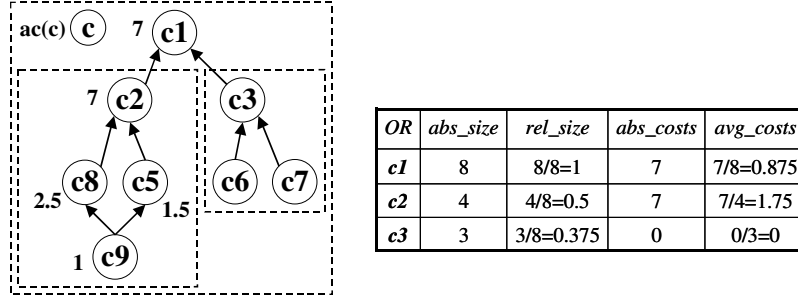 ac(c) c 7 c1
7 c2 c3
c8 c5 c6 c7
2.5 1.5
1 c9
OR abs_size rel_size abs_costs avg_costs
c1 8 8/8=1 7 7/8=0.875
c2 4 4/8=0.5 7 7/4=1.75
c3 3 3/8=0.375 0 0/3=0